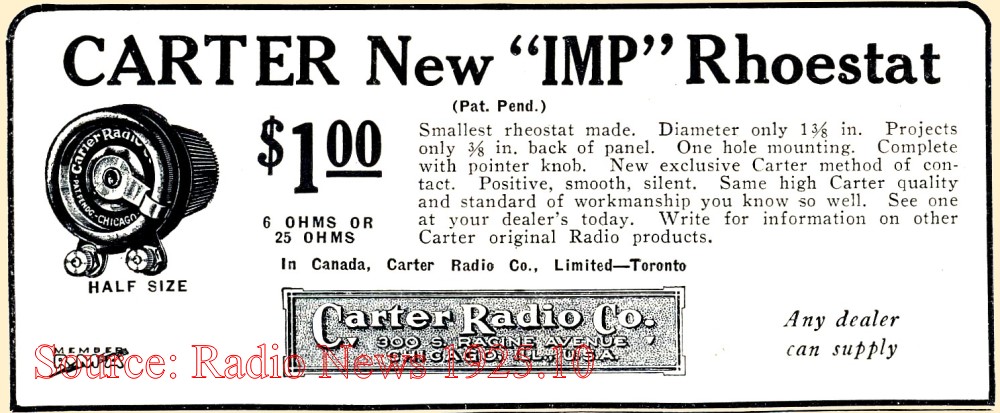 CARTER New “IMP” Rhoestat
(Pat. Pend.)
$1.00
6 OHMS OR
25 OHMS
Smallest rheostat made. Diameter only 1⅜ in. Projects
only ⅜ in. back of panel. One hole mounting. Complete
with pointer knob. New exclusive Carter method of con-
tact. Positive, smooth, silent. Same high Carter quality
and standard of workmanship you know so well. See one
at your dealer's today. Write for information on other
Carter original Radio products.
Carter Radio Co.
PAT. PENDG.-CHICAGO
HALF SIZE
In Canada, Carter Radio Co., Limited—Toronto
Carter Radio Co.
300 S. RACINE AVENUE
CHICAGO, ILL., U.S.A.
Any dealer
can supply
MEMBER
Source: Radio News 1925.10